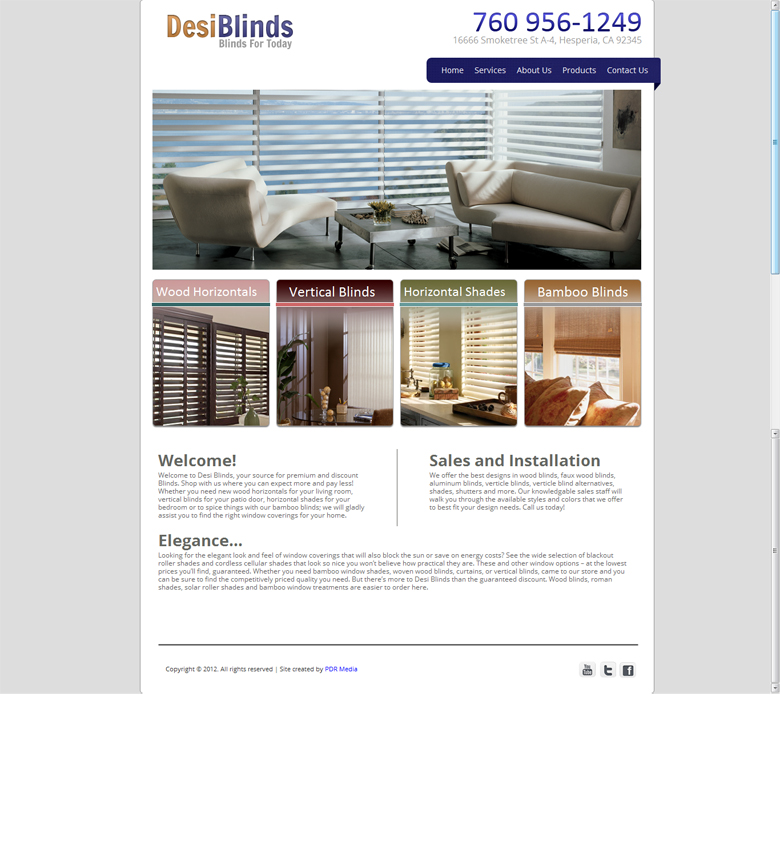 DesiBlinds
Blinds For Today
760 956-1249
16666 Smoketree St A-4, Hesperia, CA 92345
Home Services About Us Products Contact Us
Wood Horizontals
Vertical Blinds
Horizontal Shades
Bamboo Blinds
Welcome!
Welcome to Desi Blinds, your source for premium and discount
Blinds. Shop with us where you can expect more and pay less!
Whether you need new wood horizontals for your living room,
vertical blinds for your patio door, horizontal shades for your
bedroom or to spice things with our bamboo blinds; we will gladly
assist you to find the right window coverings for your home.
Sales and Installation
We offer the best designs in wood blinds, faux wood blinds,
aluminum blinds, verticle blinds, verticle blind alternatives,
shades, shutters and more. Our knowledgable sales staff will
walk you through the available styles and colors that we offer
to best fit your design needs. Call us today!
Elegance...
Looking for the elegant look and feel of window coverings that will also block the sun or save on energy costs? See the wide selection of blackout
roller shades and cordless cellular shades that look so nice you won't believe how practical they are. These and other window options – at the lowest
prices you'll find, guaranteed. Whether you need bamboo window shades, woven wood blinds, curtains, or vertical blinds, came to our store and you
can be sure to find the competitively priced quality you need. But there's more to Desi Blinds than the guaranteed discount. Wood blinds, roman
shades, solar roller shades and bamboo window treatments are easier to order here.
Copyright © 2012. All rights reserved | Site created by PDR Media
You
Tube
t
f